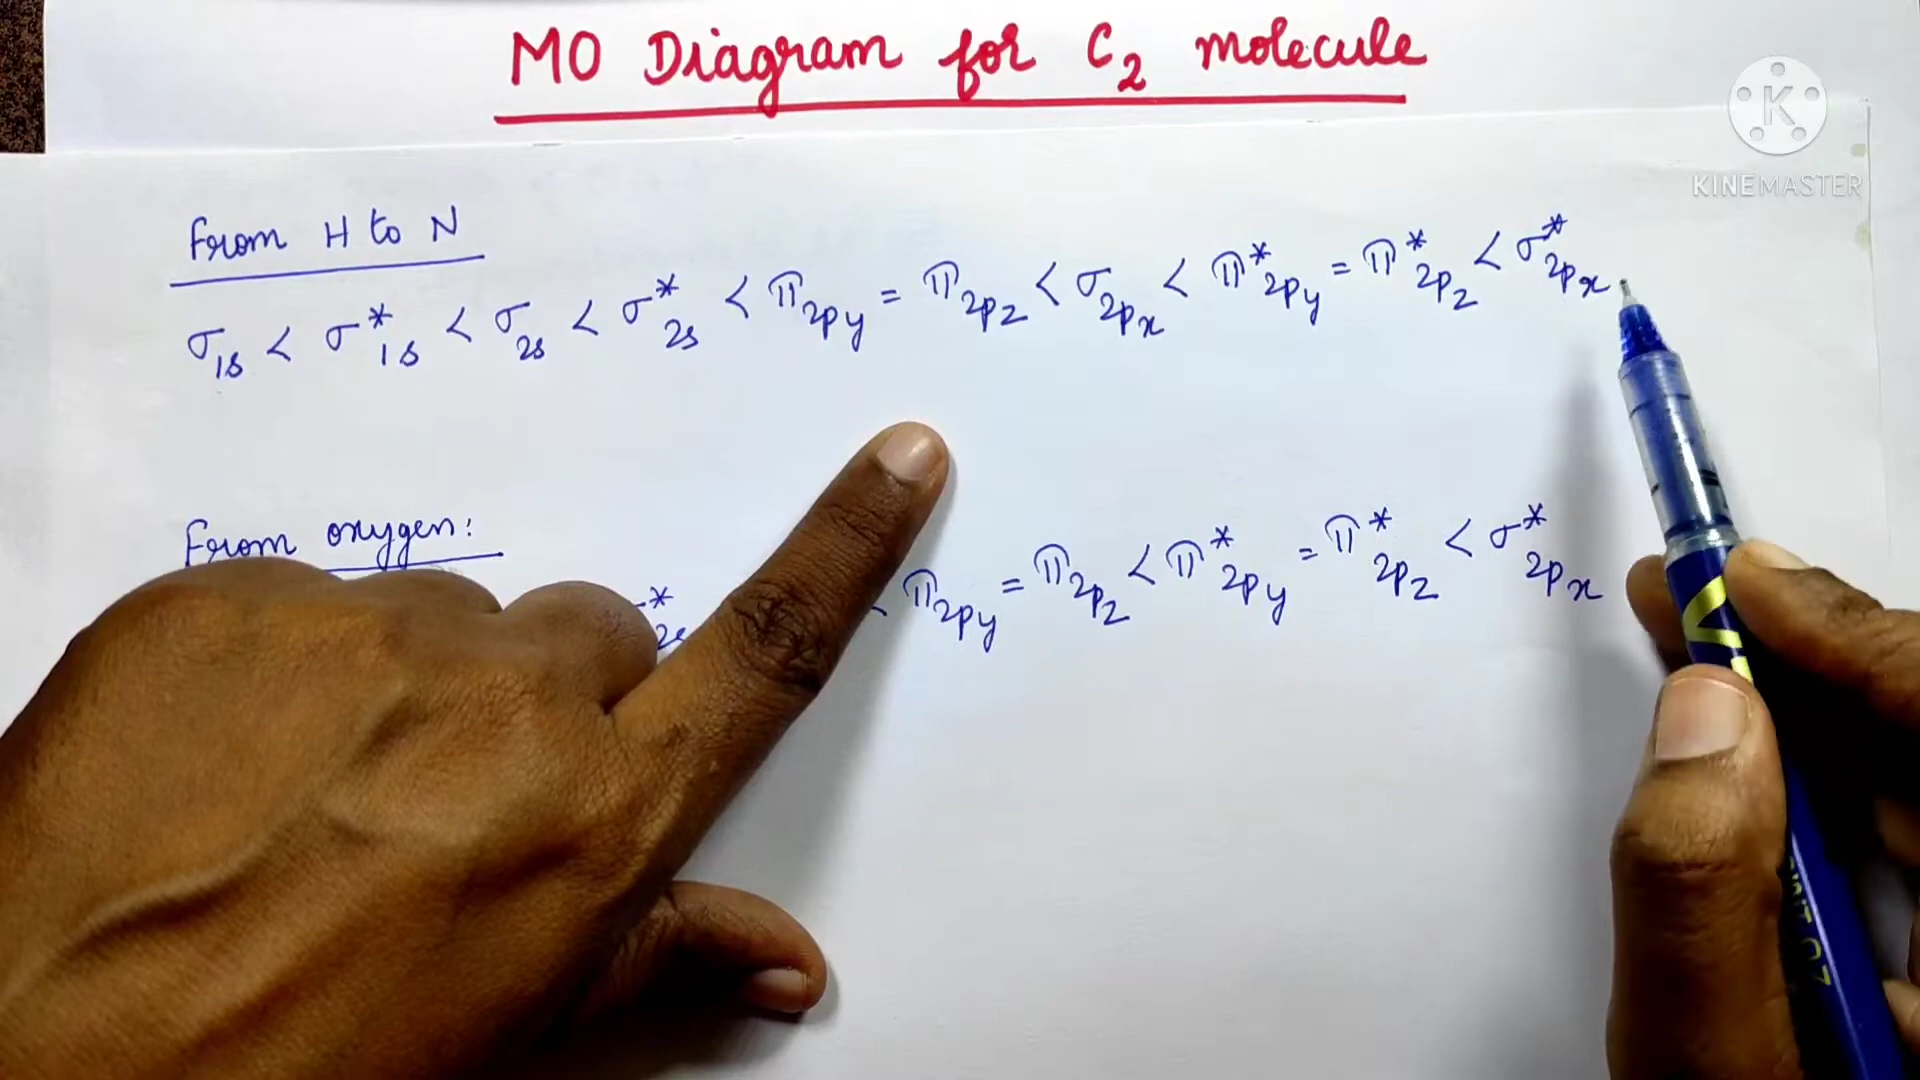 MO Diagram for C₂ molecule
K
KINEMASTER
From H to N
σ1s < σ*1s < σ2s < σ*2s < π2py = π2pz < σ2px < π*2py = π*2pz < σ*2px
From oxygen:
*2s < π2py = π2pz < π*2py = π*2pz < σ*2px